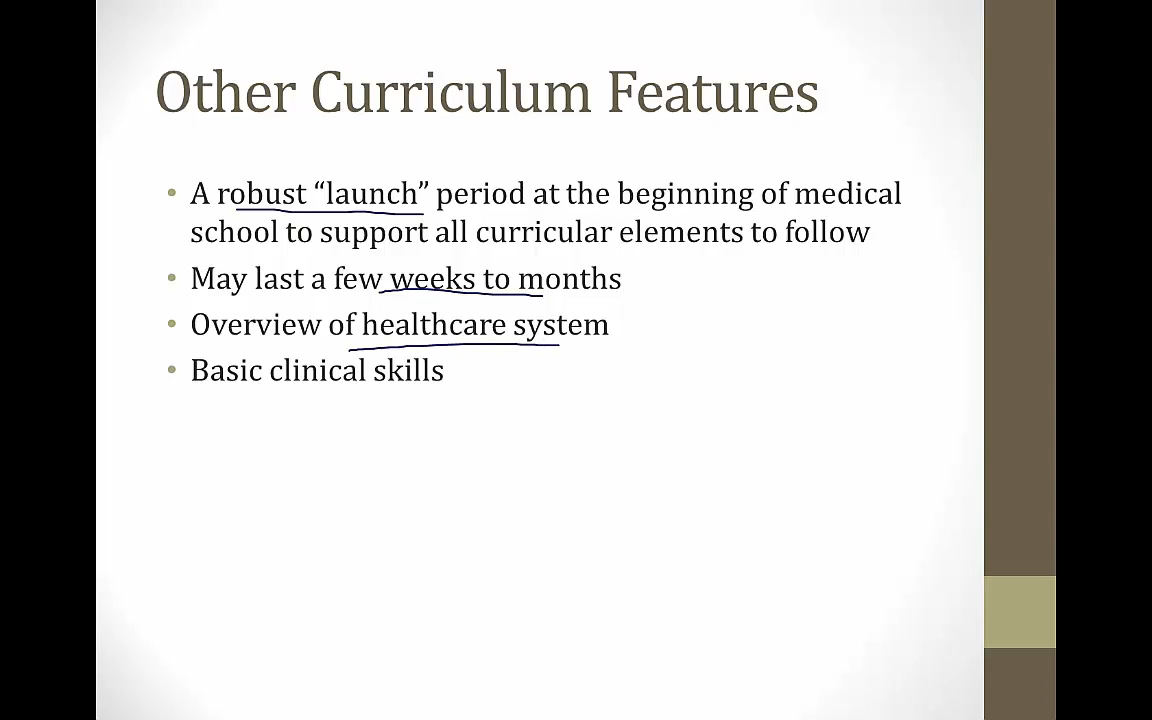 Other Curriculum Features
• A robust “launch” period at the beginning of medical
school to support all curricular elements to follow
• May last a few weeks to months
• Overview of healthcare system
• Basic clinical skills